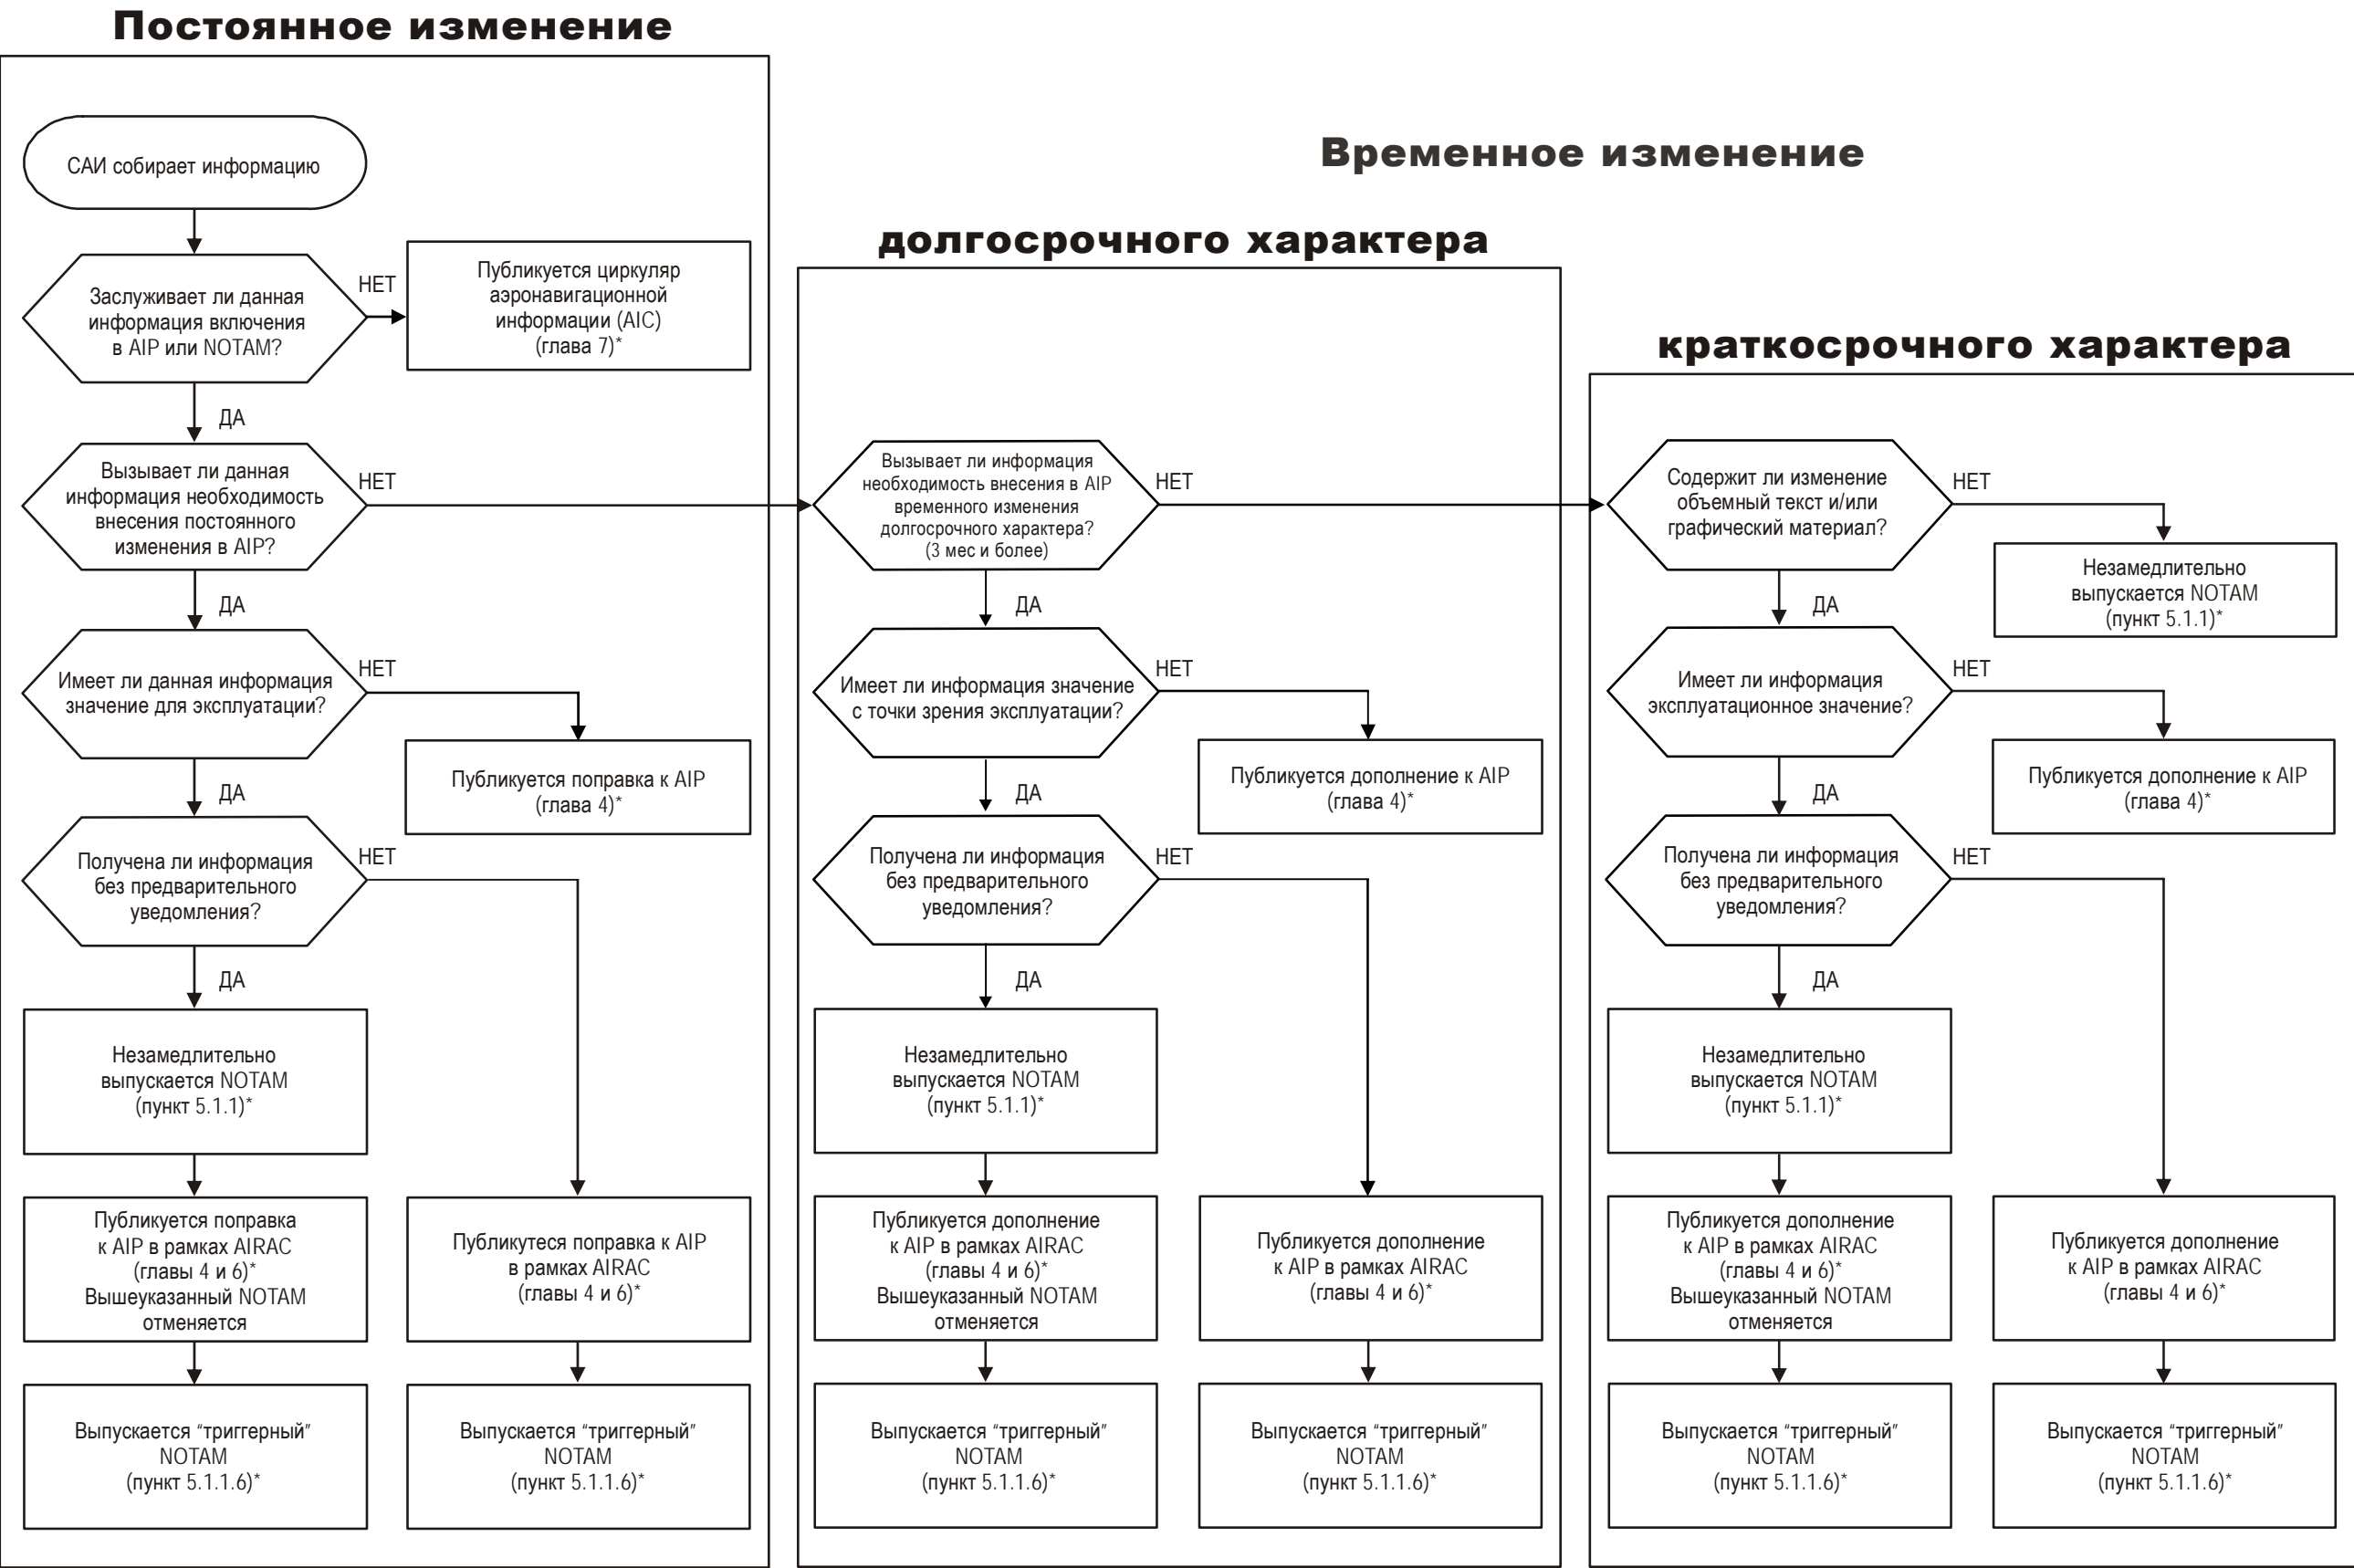 Постоянное изменение
САИ собирает информацию
Заслуживает ли данная
информация включения
в AIP или NOTAM?
НЕТ
Публикуется циркуляр
аэронавигационной
информации (AIC)
(глава 7)*
ДА
Вызывает ли данная
информация необходимость
внесения постоянного
изменения в AIP?
НЕТ
ДА
Имеет ли данная информация
значение для эксплуатации?
НЕТ
Публикуется поправка к AIP
(глава 4)*
ДА
Получена ли информация
без предварительного
уведомления?
НЕТ
ДА
Незамедлительно
выпускается NOTAM
(пункт 5.1.1)*
Публикуется поправка
к AIP в рамках AIRAC
(главы 4 и 6)*
Вышеуказанный NOTAM
отменяется
Публикутеся поправка к AIP
в рамках AIRAC
(главы 4 и 6)*
Выпускается “триггерный”
NOTAM
(пункт 5.1.1.6)*
Выпускается “триггерный”
NOTAM
(пункт 5.1.1.6)*
Временное изменение
долгосрочного характера
Вызывает ли информация
необходимость внесения в AIP
временного изменения
долгосрочного характера?
(3 мес и более)
НЕТ
ДА
Имеет ли информация значение
с точки зрения эксплуатации?
НЕТ
Публикуется дополнение к AIP
(глава 4)*
ДА
Получена ли информация
без предварительного
уведомления?
НЕТ
ДА
Незамедлительно
выпускается NOTAM
(пункт 5.1.1)*
Публикуется дополнение
к AIP в рамках AIRAC
(главы 4 и 6)*
Вышеуказанный NOTAM
отменяется
Публикуется дополнение
к AIP в рамках AIRAC
(главы 4 и 6)*
Выпускается “триггерный”
NOTAM
(пункт 5.1.1.6)*
Выпускается “триггерный”
NOTAM
(пункт 5.1.1.6)*
краткосрочного характера
Содержит ли изменение
объемный текст и/или
графический материал?
НЕТ
Незамедлительно
выпускается NOTAM
(пункт 5.1.1)*
ДА
Имеет ли информация
эксплуатационное значение?
НЕТ
Публикуется дополнение к AIP
(глава 4)*
ДА
Получена ли информация
без предварительного
уведомления?
НЕТ
ДА
Незамедлительно
выпускается NOTAM
(пункт 5.1.1)*
Публикуется дополнение
к AIP в рамках AIRAC
(главы 4 и 6)*
Вышеуказанный NOTAM
отменяется
Публикуется дополнение
к AIP в рамках AIRAC
(главы 4 и 6)*
Выпускается “триггерный”
NOTAM
(пункт 5.1.1.6)*
Выпускается “триггерный”
NOTAM
(пункт 5.1.1.6)*